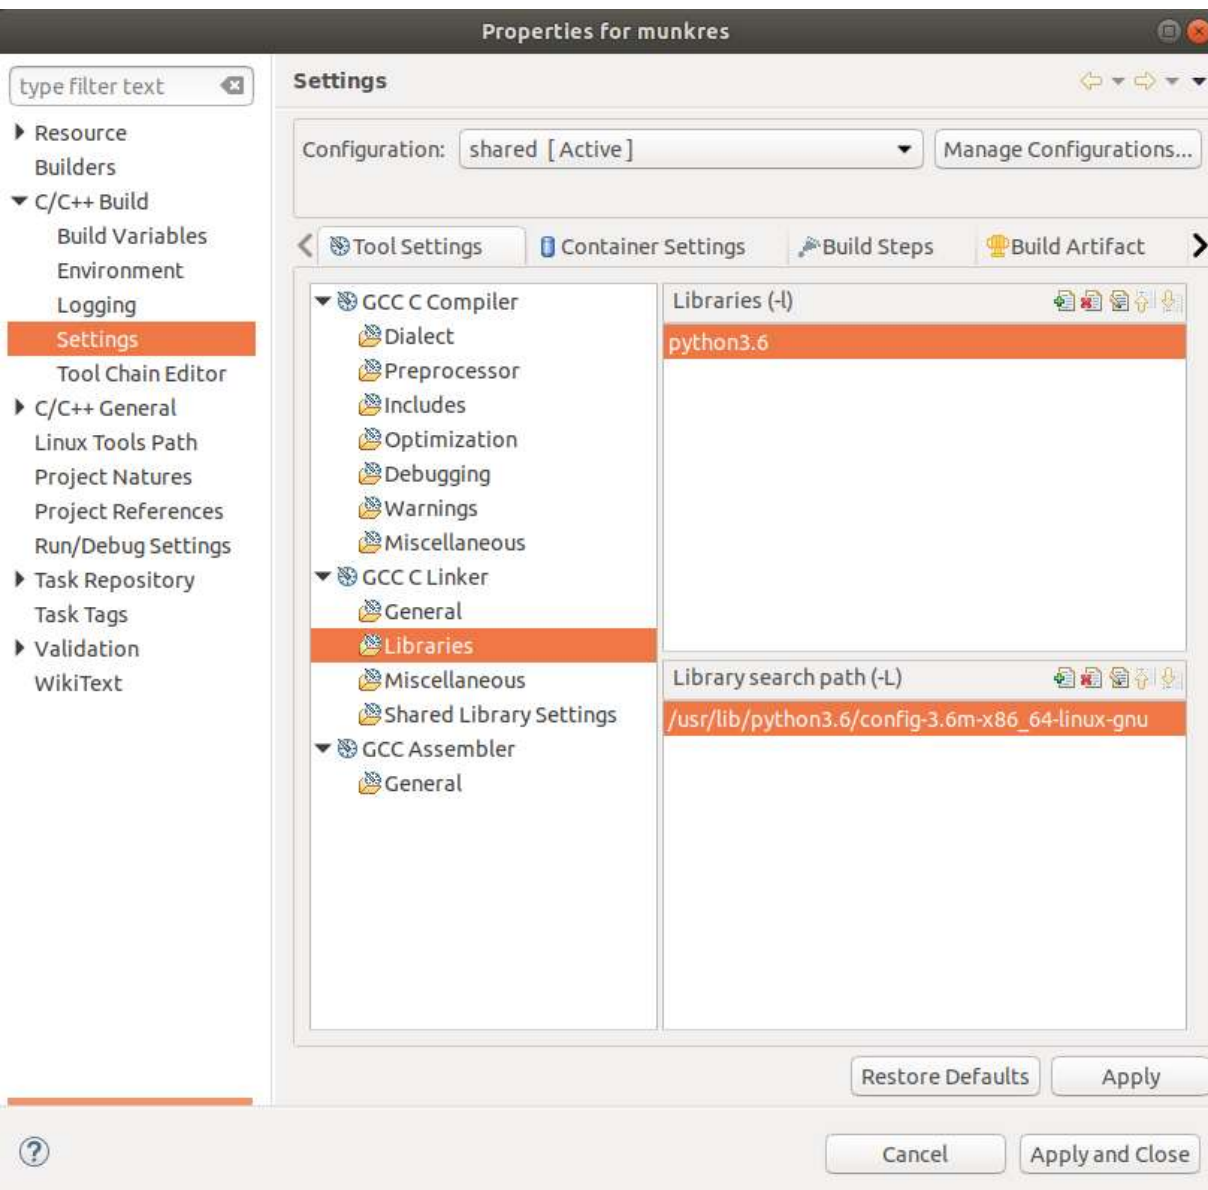 Properties for munkres
type filter text
Resource
Builders
C/C++ Build
Build Variables
Environment
Logging
Settings
Tool Chain Editor
C/C++ General
Linux Tools Path
Project Natures
Project References
Run/Debug Settings
Task Repository
Task Tags
Validation
WikiText
Settings
Configuration: shared [ Active ] Manage Configurations...
Tool Settings Container Settings Build Steps Build Artifact
GCC C Compiler
Dialect
Preprocessor
Includes
Optimization
Debugging
Warnings
Miscellaneous
GCC C Linker
General
Libraries
Miscellaneous
Shared Library Settings
GCC Assembler
General
Libraries (-l)
python3.6
Library search path (-L)
/usr/lib/python3.6/config-3.6m-x86_64-linux-gnu
Restore Defaults Apply
? Cancel Apply and Close